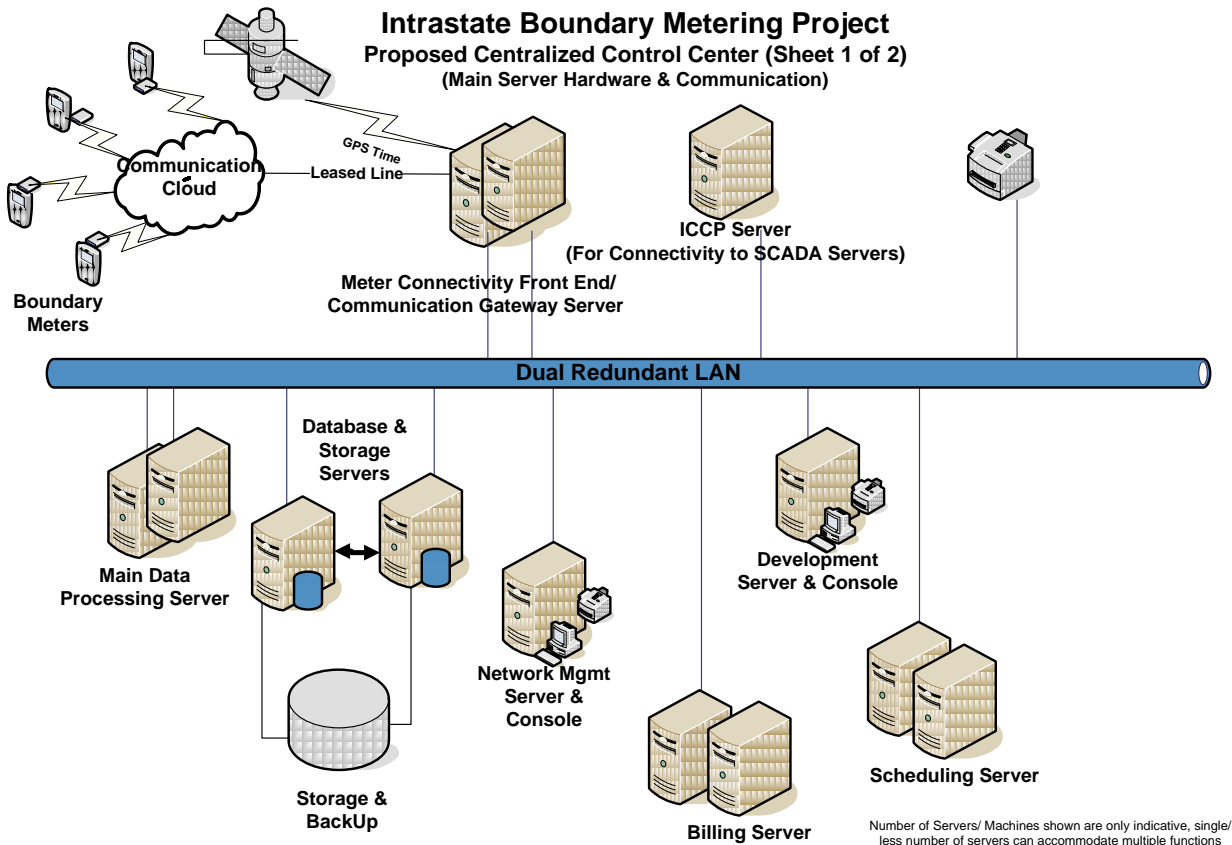 Intrastate Boundary Metering Project
Proposed Centralized Control Center (Sheet 1 of 2)
(Main Server Hardware & Communication)
GPS Time
Communication
Cloud
Leased Line
ICCP Server
(For Connectivity to SCADA Servers)
Meter Connectivity Front End/
Communication Gateway Server
Boundary
Meters
Dual Redundant LAN
Database &
Storage
Servers
Main Data
Processing Server
Development
Server & Console
Network Mgmt
Server &
Console
Storage &
BackUp
Scheduling Server
Billing Server
Number of Servers/ Machines shown are only indicative, single/
less number of servers can accommodate multiple functions